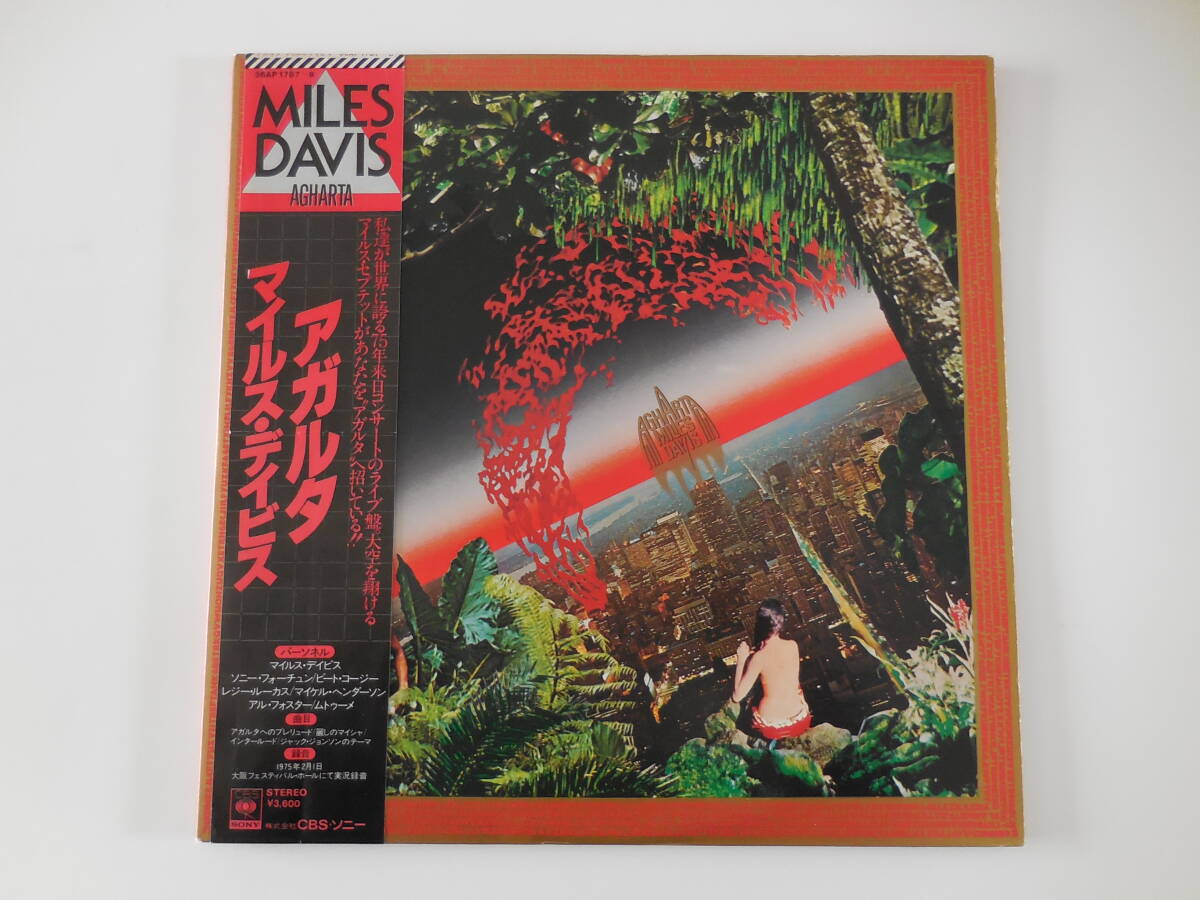 36AP 1787-8
MILES
DAVIS
AGHARTA
私達が世界に誇る75年来日コンサートのライブ盤“天空を翔ける
マイルス・セプテットがあなたを“アガルタ”へ招いている!!
アガルタ
マイルス・デイビス
パーソネル
マイルス・デイビス
ソニー・フォーチュン/ピート・コージー
レジー・ルーカス/マイケル・ヘンダーソン
アル・フォスター/ムトゥーメ
曲目
アガルタへのプレリュード/麗しのマイシャ/
インタールード/ジャック・ジョンソンのテーマ
録音
1975年2月1日
大阪フェスティバル・ホールにて実況録音
CBS
SONY
STEREO
¥3,600
株式会社 CBS・ソニー
AGHARTA
MILES
DAVIS